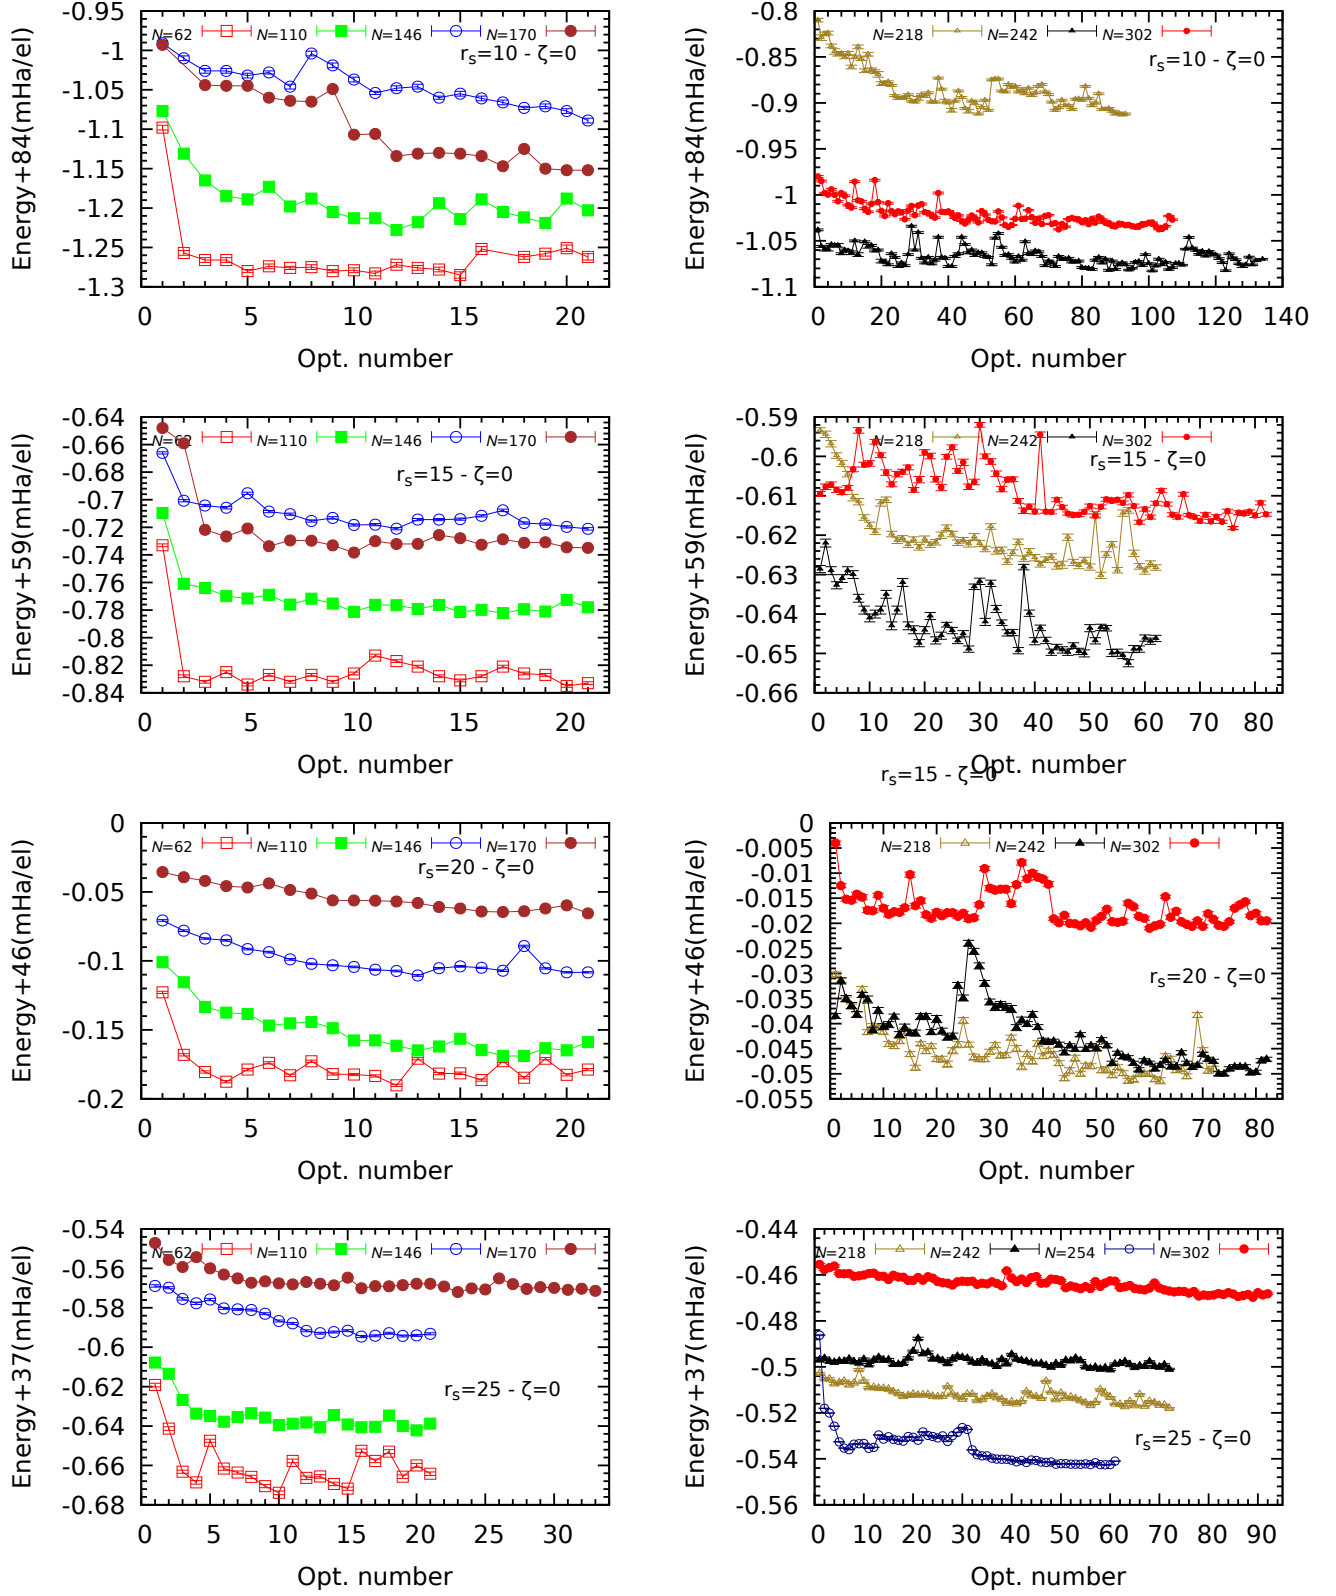 Energy+84(mHa/el)
-0.95
-1
-1.05
-1.1
-1.15
-1.2
-1.25
-1.3
0 5 10 15 20
N=62 N=110 N=146 N=170
rs=10 - ζ=0
Opt. number
Energy+84(mHa/el)
-0.8
-0.85
-0.9
-0.95
-1
-1.05
-1.1
0 20 40 60 80 100 120 140
N=218 N=242 N=302
rs=10 - ζ=0
Opt. number
Energy+59(mHa/el)
-0.64
-0.66
-0.68
-0.7
-0.72
-0.74
-0.76
-0.78
-0.8
-0.82
-0.84
0 5 10 15 20
N=62 N=110 N=146 N=170
rs=15 - ζ=0
Opt. number
Energy+59(mHa/el)
-0.59
-0.6
-0.61
-0.62
-0.63
-0.64
-0.65
-0.66
0 10 20 30 40 50 60 70 80
N=218 N=242 N=302
rs=15 - ζ=0
Opt. number
rs=15 - ζ=0
Energy+46(mHa/el)
0
-0.05
-0.1
-0.15
-0.2
0 5 10 15 20
N=62 N=110 N=146 N=170
rs=20 - ζ=0
Opt. number
Energy+46(mHa/el)
0
-0.005
-0.01
-0.015
-0.02
-0.025
-0.03
-0.035
-0.04
-0.045
-0.05
-0.055
0 10 20 30 40 50 60 70 80
N=218 N=242 N=302
rs=20 - ζ=0
Opt. number
Energy+37(mHa/el)
-0.54
-0.56
-0.58
-0.6
-0.62
-0.64
-0.66
-0.68
0 5 10 15 20 25 30
N=62 N=110 N=146 N=170
rs=25 - ζ=0
Opt. number
Energy+37(mHa/el)
-0.44
-0.46
-0.48
-0.5
-0.52
-0.54
-0.56
0 10 20 30 40 50 60 70 80 90
N=218 N=242 N=254 N=302
rs=25 - ζ=0
Opt. number